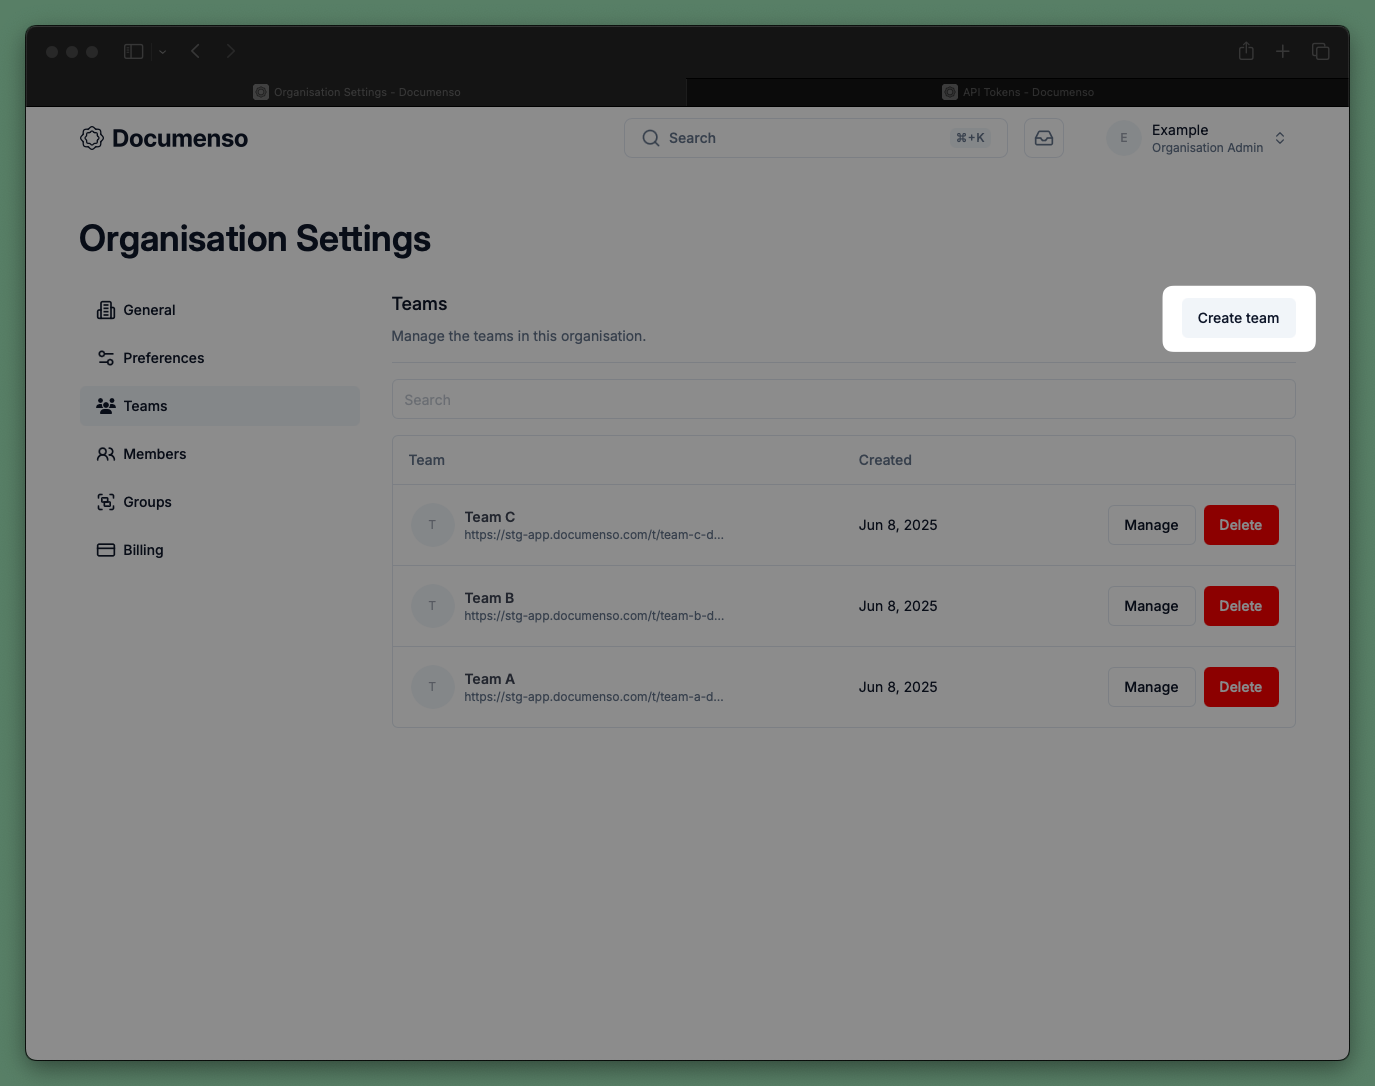 Organisation Settings - Documenso
API Tokens - Documenso
Documenso
Search
⌘+K
E
Example
Organisation Admin
Organisation Settings
General
Preferences
Teams
Members
Groups
Billing
Teams
Manage the teams in this organisation.
Create team
Search
Team
Created
T
Team C
https://stg-app.documenso.com/t/team-c-d...
Jun 8, 2025
Manage
Delete
T
Team B
https://stg-app.documenso.com/t/team-b-d...
Jun 8, 2025
Manage
Delete
T
Team A
https://stg-app.documenso.com/t/team-a-d...
Jun 8, 2025
Manage
Delete